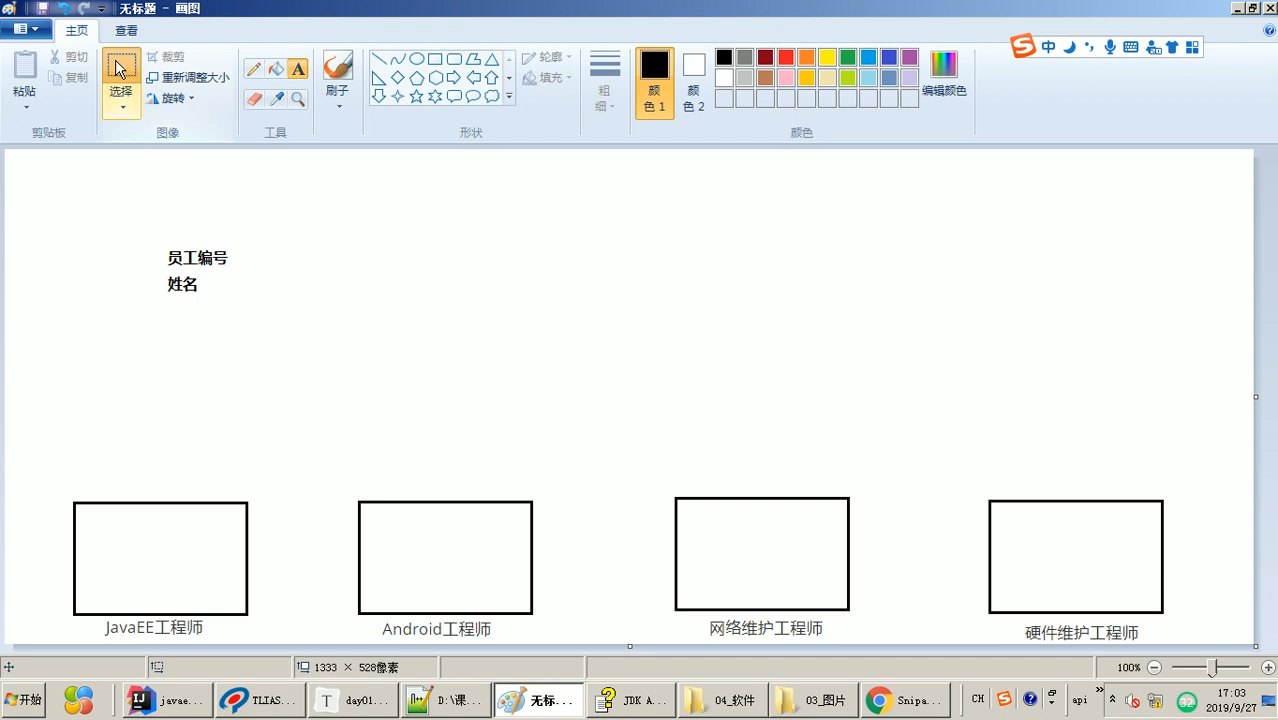 无标题 - 画图
主页 查看
粘贴
剪切
复制
剪贴板
选择
裁剪
重新调整大小
旋转
图像
A
工具
刷子
轮廓
填充
形状
粗细
颜色 1
颜色 2
编辑颜色
颜色
中
员工编号
姓名
JavaEE工程师
Android工程师
网络维护工程师
硬件维护工程师
1333 × 528像素
100%
开始
javae...
TLIAS...
day01...
D:\课...
无标...
JDK A...
04_软件
03_图片
Snipa...
CH
api
32
17:03
2019/9/27